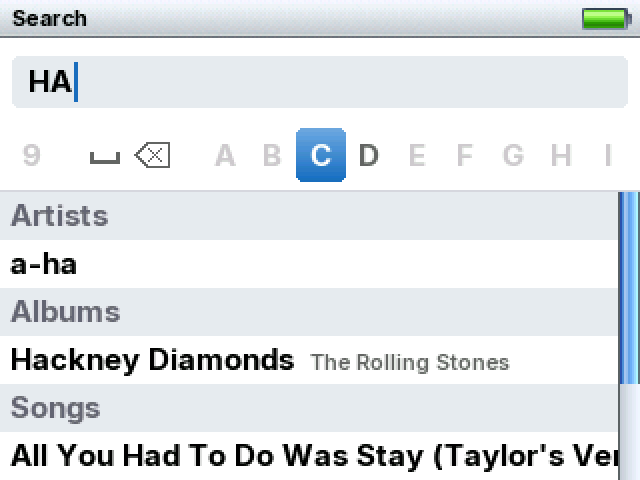 Search
HA
9 A B C D E F G H I
Artists
a-ha
Albums
Hackney Diamonds The Rolling Stones
Songs
All You Had To Do Was Stay (Taylor's Ver